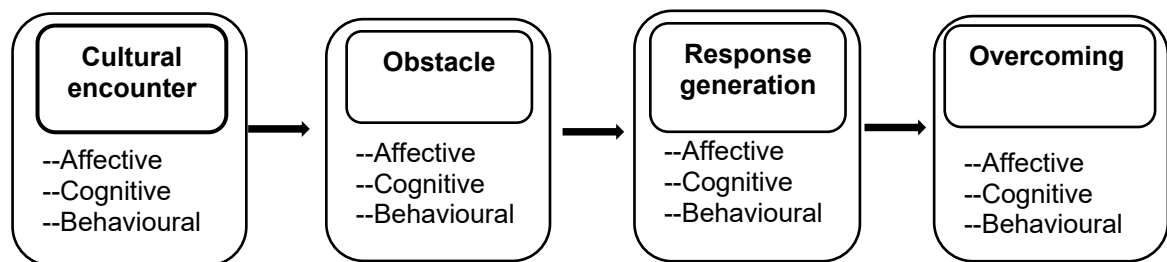 Cultural
encounter
--Affective
--Cognitive
--Behavioural
Obstacle
--Affective
--Cognitive
--Behavioural
Response
generation
--Affective
--Cognitive
--Behavioural
Overcoming
--Affective
--Cognitive
--Behavioural